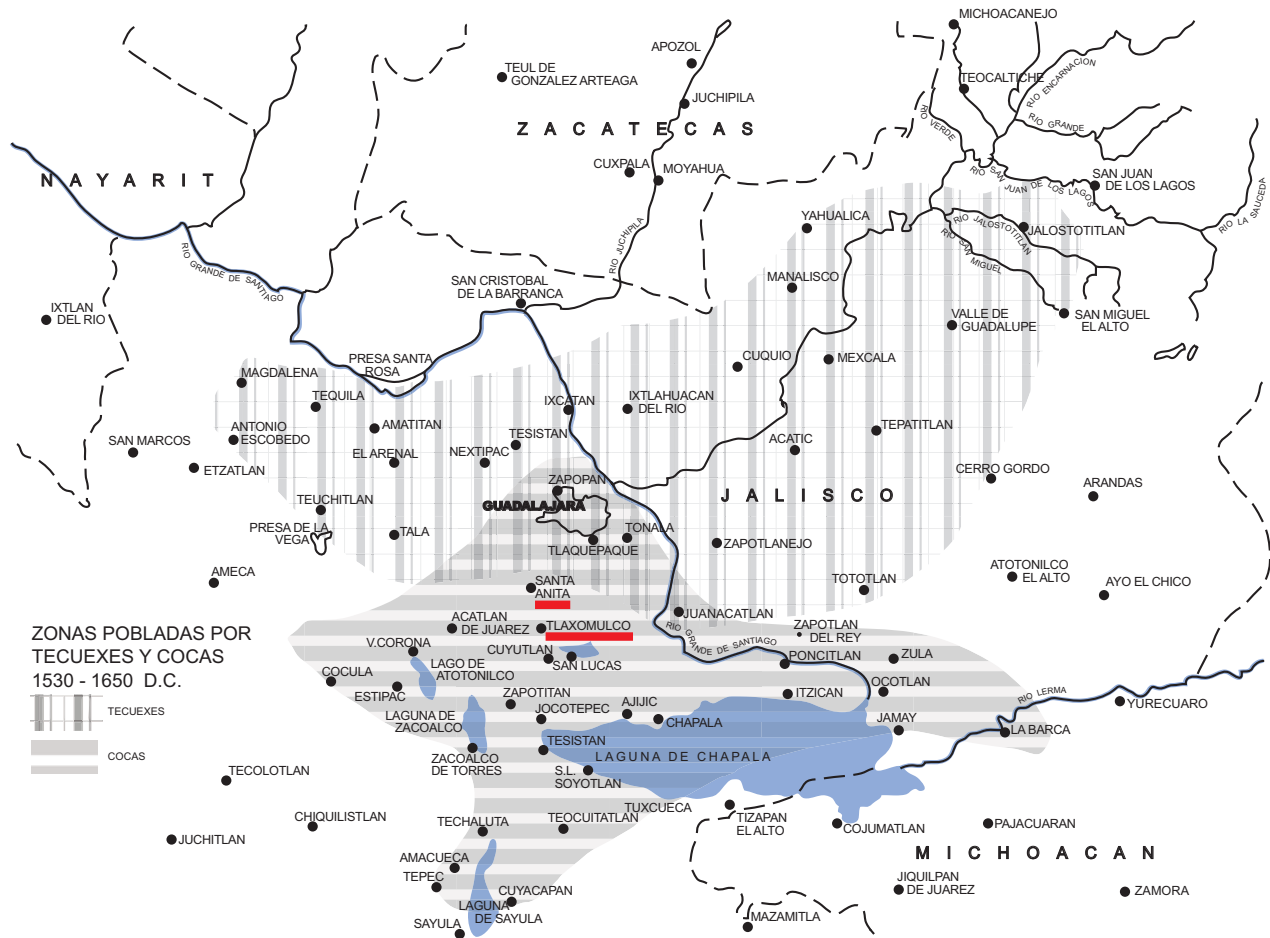 MICHOACANEJO
APOZOL
TEUL DE
GONZALEZ ARTEAGA
TEOCALTICHE
RIO ENCARNACION
JUCHIPILA
RIO VERDE
RIO GRANDE
ZACATECAS
CUXPALA
MOYAHUA
NAYARIT
RIO SAN JUAN DE LOS LAGOS
SAN JUAN
DE LOS LAGOS
RIO LA SAUCEDA
YAHUALICA
RIO JALOSTOTITLAN
JALOSTOTITLAN
RIO SAN MIGUEL
RIO JUCHIPILA
RIO GRANDE DE SANTIAGO
SAN CRISTOBAL
DE LA BARRANCA
MANALISCO
IXTLAN
DEL RIO
VALLE DE
GUADALUPE
SAN MIGUEL
EL ALTO
PRESA SANTA
ROSA
CUQUIO
MEXCALA
MAGDALENA
TEQUILA
IXCATAN
IXTLAHUACAN
DEL RIO
ANTONIO
ESCOBEDO
AMATITAN
TESISTAN
TEPATITLAN
SAN MARCOS
EL ARENAL
NEXTIPAC
ACATIC
ETZATLAN
CERRO GORDO
ARANDAS
ZAPOPAN
JALISCO
TEUCHITLAN
GUADALAJARA
PRESA DE LA
VEGA
TALA
TONALA
TLAQUEPAQUE
ZAPOTLANEJO
AMECA
ATOTONILCO
EL ALTO
AYO EL CHICO
SANTA
ANITA
TOTOTLAN
JUANACATLAN
ACATLAN
DE JUAREZ
TLAXOMULCO
RIO GRANDE DE SANTIAGO
ZAPOTLAN
DEL REY
ZONAS POBLADAS POR
TECUEXES Y COCAS
1530 - 1650 D.C.
TECUEXES
COCAS
V.CORONA
CUYUTLAN
SAN LUCAS
PONCITLAN
ZULA
COCULA
LAGO DE
ATOTONILCO
ESTIPAC
ZAPOTITAN
ITZICAN
OCOTLAN
RIO LERMA
YURECUARO
LAGUNA DE
ZACOALCO
JOCOTEPEC
AJIJIC
CHAPALA
JAMAY
LA BARCA
TESISTAN
ZACOALCO
DE TORRES
LAGUNA DE CHAPALA
S.L.
SOYOTLAN
TECOLOTLAN
TUXCUECA
TIZAPAN
EL ALTO
CHIQUILISTLAN
TECHALUTA
TEOCUITATLAN
COJUMATLAN
PAJACUARAN
JUCHITLAN
MICHOACAN
AMACUECA
TEPEC
CUYACAPAN
JIQUILPAN
DE JUAREZ
ZAMORA
LAGUNA
DE SAYULA
SAYULA
MAZAMITLA